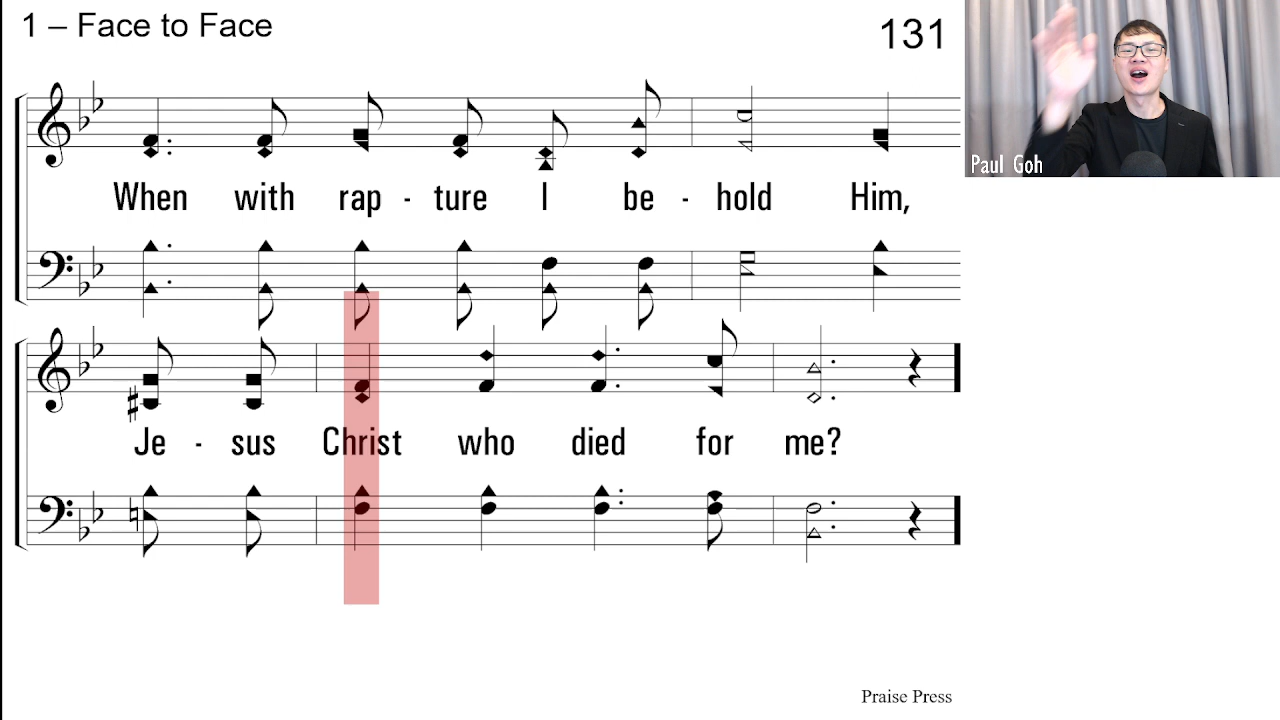 1 – Face to Face
131
Paul Goh
When with rap - ture I be - hold Him,
Je - sus Christ who died for me?
Praise Press